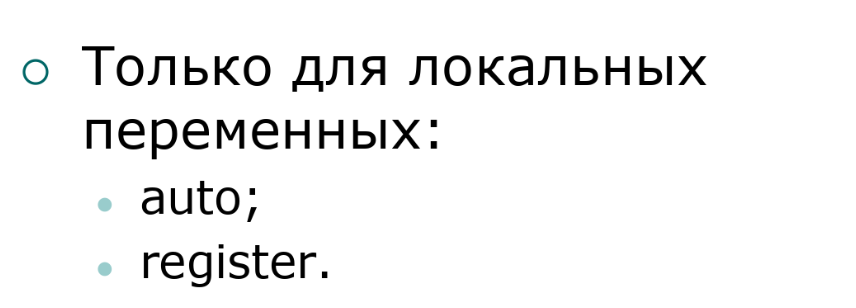 Только для локальных
переменных:
auto;
register.